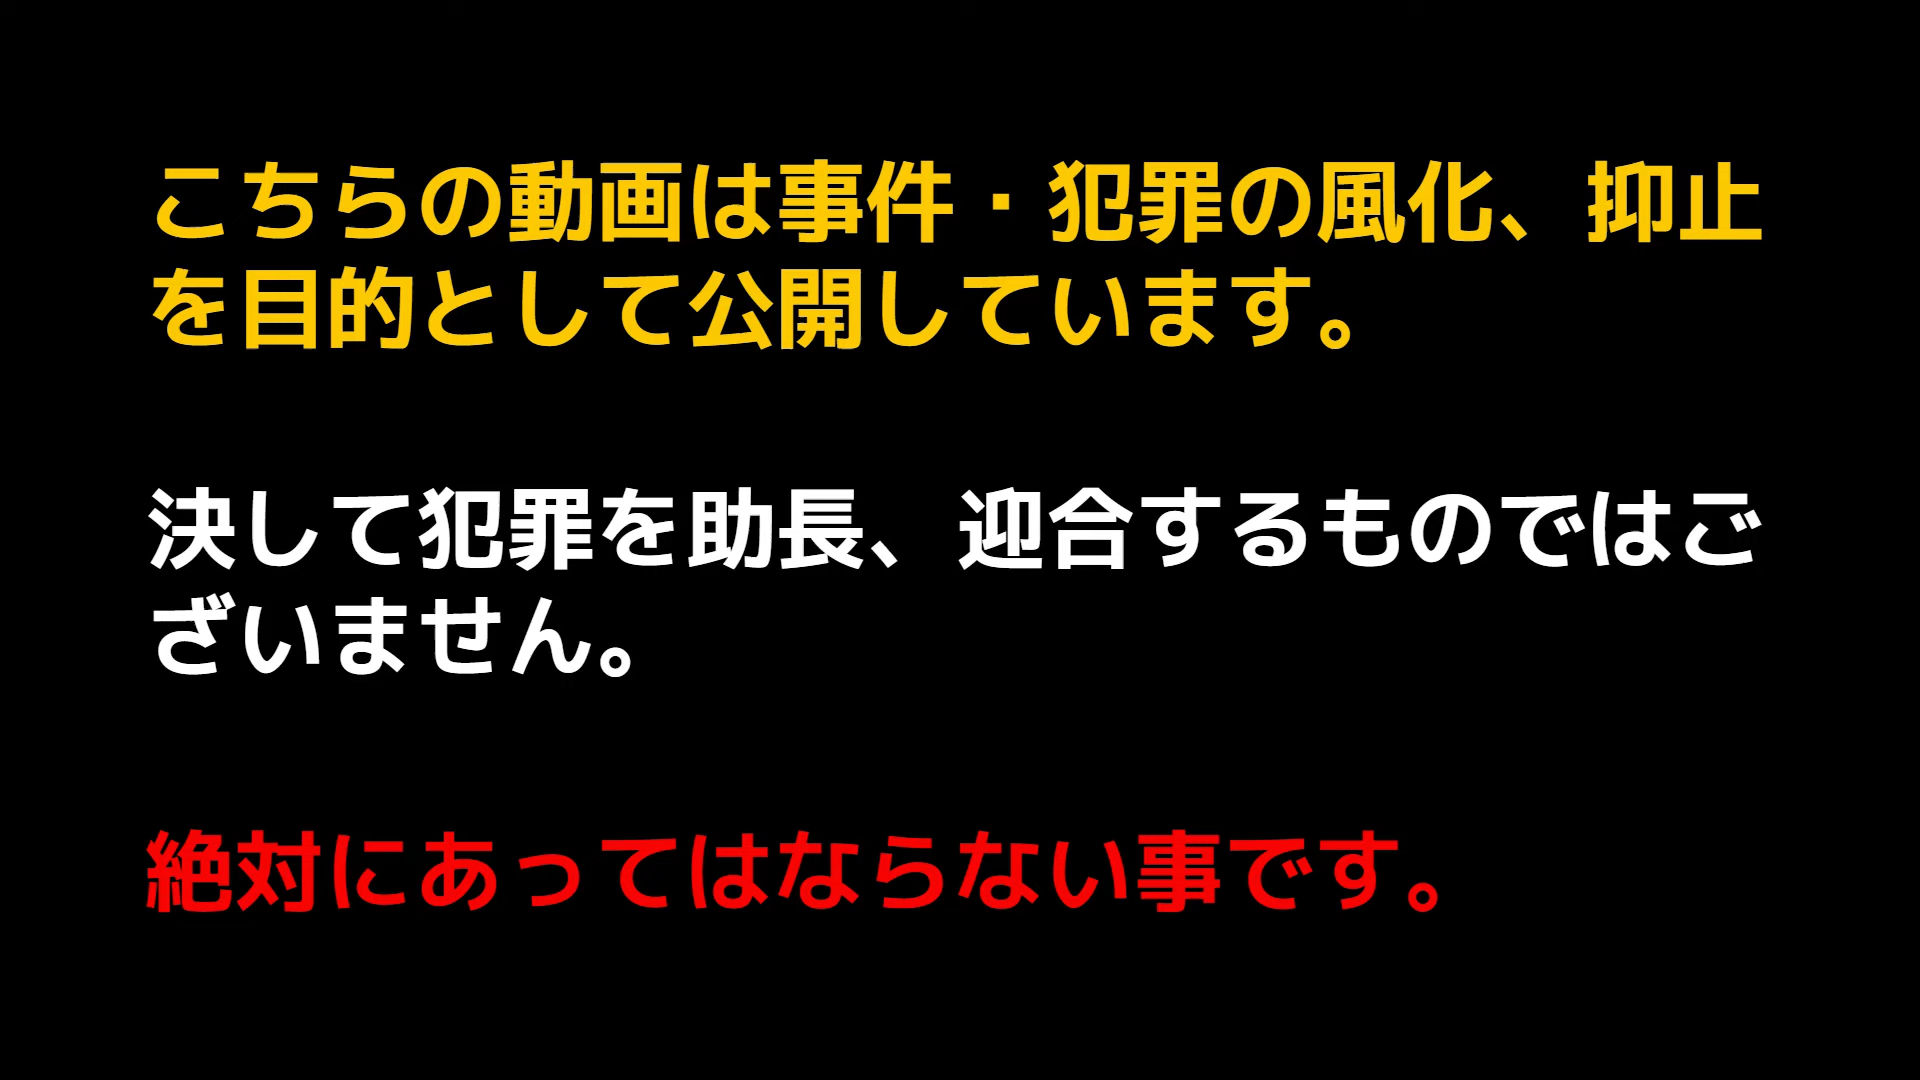 こちらの動画は事件・犯罪の風化、抑止
を目的として公開しています。
決して犯罪を助長、迎合するものではご
ざいません。
絶対にあってはならない事です。